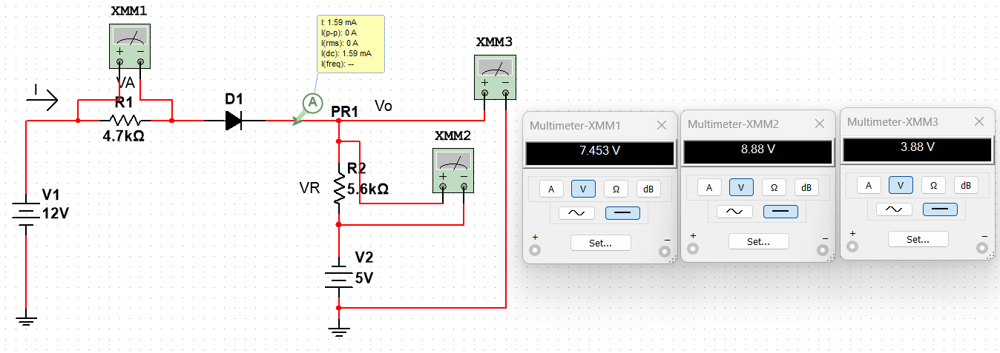 XMM1
I: 1.59 mA
I(p-p): 0 A
I(rms): 0 A
I(dc): 1.59 mA
I(freq): --
XMM3
+ −
+ −
I
VA
R1
4.7kΩ
D1
A
PR1
Vo
XMM2
+ −
R2
5.6kΩ
VR
V1
12V
V2
5V
Multimeter-XMM1
7.453 V
A V Ω dB
Set...
+ −
Multimeter-XMM2
8.88 V
A V Ω dB
Set...
+ −
Multimeter-XMM3
3.88 V
A V Ω dB
Set...
+ −